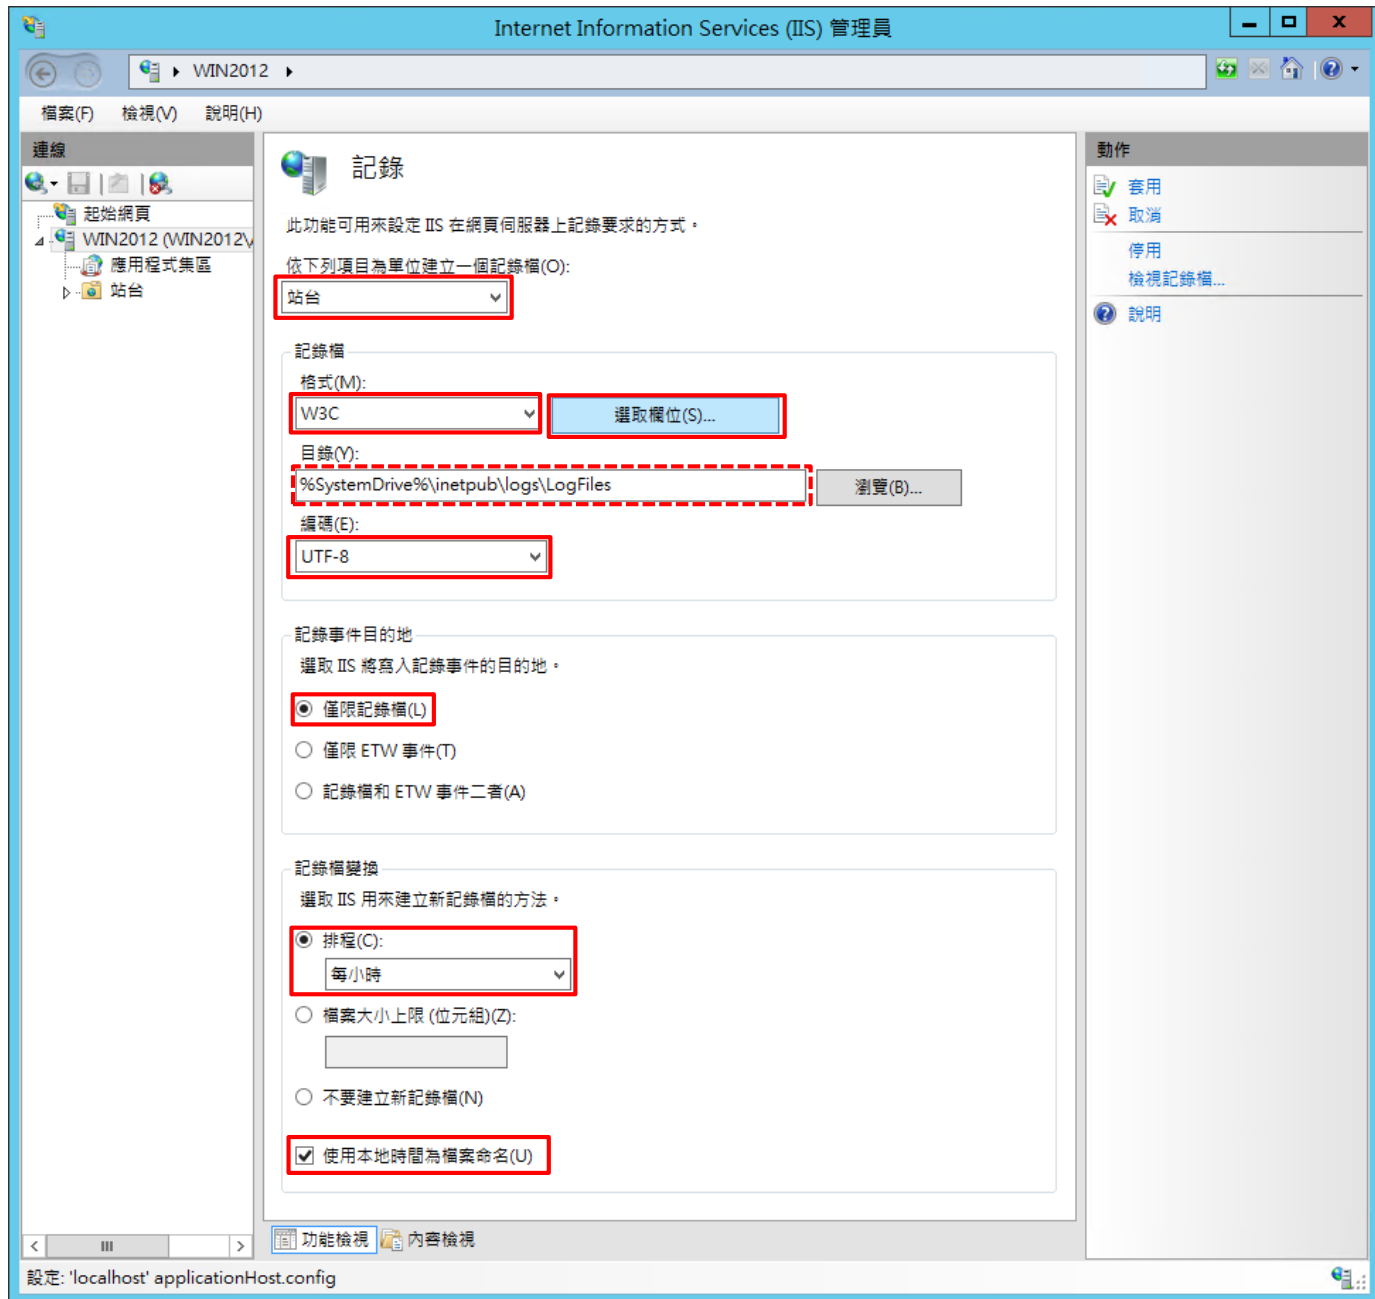 Internet Information Services (IIS) 管理員
WIN2012
檔案(F) 檢視(V) 說明(H)
連線
起始網頁
WIN2012 (WIN2012\
應用程式集區
站台
記錄
此功能可用來設定 IIS 在網頁伺服器上記錄要求的方式。
依下列項目為單位建立一個記錄檔(O):
站台
記錄檔
格式(M):
W3C
選取欄位(S)...
目錄(Y):
%SystemDrive%\inetpub\logs\LogFiles
瀏覽(B)...
編碼(E):
UTF-8
記錄事件目的地
選取 IIS 將寫入記錄事件的目的地。
僅限記錄檔(L)
僅限 ETW 事件(T)
記錄檔和 ETW 事件二者(A)
記錄檔變換
選取 IIS 用來建立新記錄檔的方法。
排程(C):
每小時
檔案大小上限 (位元組)(Z):
不要建立新記錄檔(N)
使用本地時間為檔案命名(U)
功能檢視 內容檢視
動作
套用
取消
停用
檢視記錄檔...
說明
設定: 'localhost' applicationHost.config